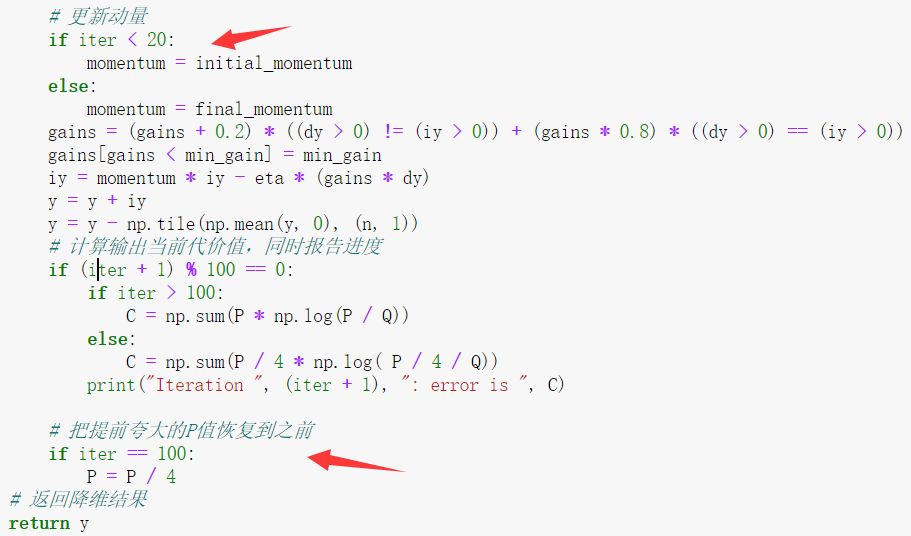 # 更新动量
if iter < 20:
momentum = initial_momentum
else:
momentum = final_momentum
gains = (gains + 0.2) * ((dy > 0) != (iy > 0)) + (gains * 0.8) * ((dy > 0) == (iy > 0))
gains[gains < min_gain] = min_gain
iy = momentum * iy - eta * (gains * dy)
y = y + iy
y = y - np.tile(np.mean(y, 0), (n, 1))
# 计算输出当前代价值，同时报告进度
if (iter + 1) % 100 == 0:
if iter > 100:
C = np.sum(P * np.log(P / Q))
else:
C = np.sum(P / 4 * np.log( P / 4 / Q))
print("Iteration ", (iter + 1), ": error is ", C)
# 把提前夸大的P值恢复到之前
if iter == 100:
P = P / 4
# 返回降维结果
return y